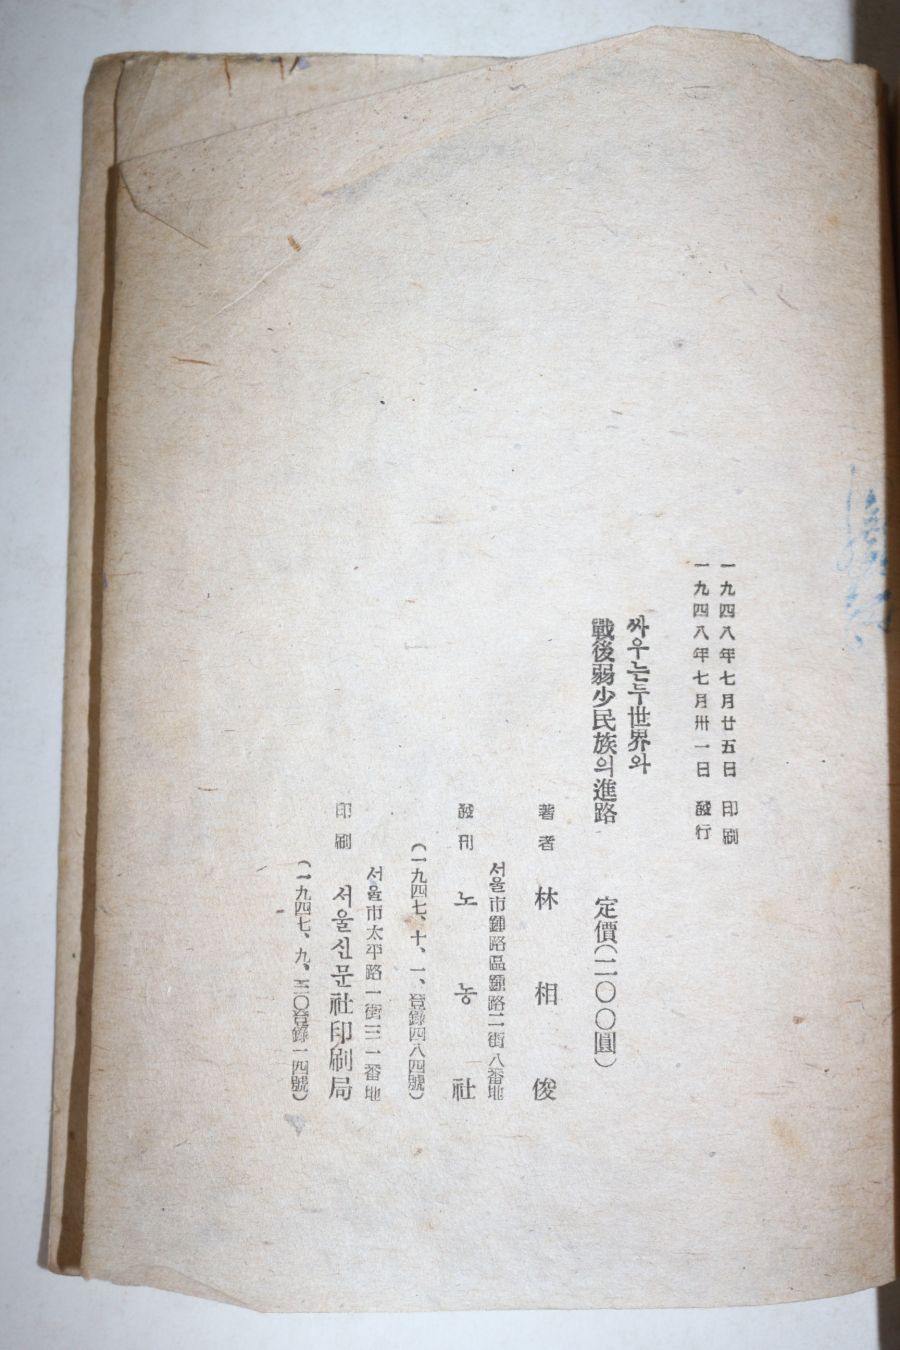 一九四八年七月廿五日 印刷
一九四八年七月卅一日 發行
싸우는두世界와
戰後弱少民族의進路 定價(二〇〇圓)
著者 林相俊
서울市鍾路區鍾路二街八番地
發刊 노농社
(一九四七、十、一、登錄四八四號)
서울市太平路一街三一番地
印刷 서울신문社印刷局
(一九四七、九、三〇登錄一四號)